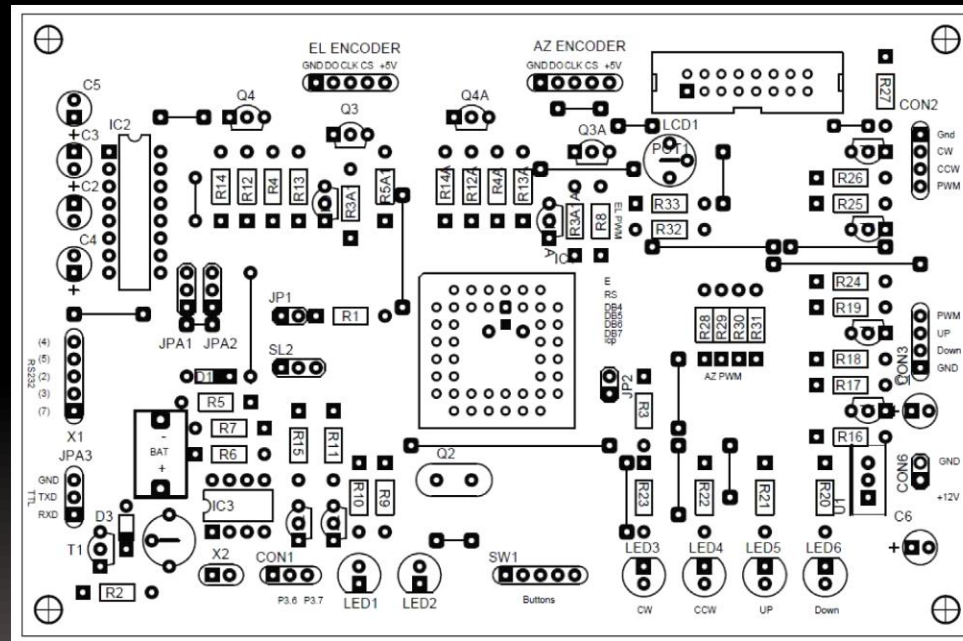 EL ENCODER
GND DO CLK CS +5V
AZ ENCODER
GND DO CLK CS +5V
C5
+
IC2
C3
+
C2
C4
+
Q4
Q3
Q4A
Q3A
LCD1
POT1
R27
CON2
Gnd
CW
CCW
PWM
R14
R12
R4
R13
R3A
R5A1
R14A
R12A
R4A
R13A
R3A1
A
R8
EL PWM
A
R33
R32
R26
R25
R24
R19
R18
R17
R16
PWM
UP
Down
GND
CON3
E
RS
DB4
DB5
DB6
DB7
R28
R29
R30
R31
AZ PWM
JPA1
JPA2
JP1
R1
SL2
D1
R5
R7
R6
BAT
-
+
(4)
(5)
(2)
(3)
(7)
RS232
X1
JPA3
GND
TXD
RXD
TTL
D3
T1
R2
IC3
X2
CON1
P3.6 P3.7
R15
R11
R10
R9
LED1
LED2
Q2
SW1
Buttons
JP2
R3
R23
R22
R21
R20
U1
CON6
GND
+12V
C6
+
+
LED3
LED4
LED5
LED6
CW
CCW
UP
Down